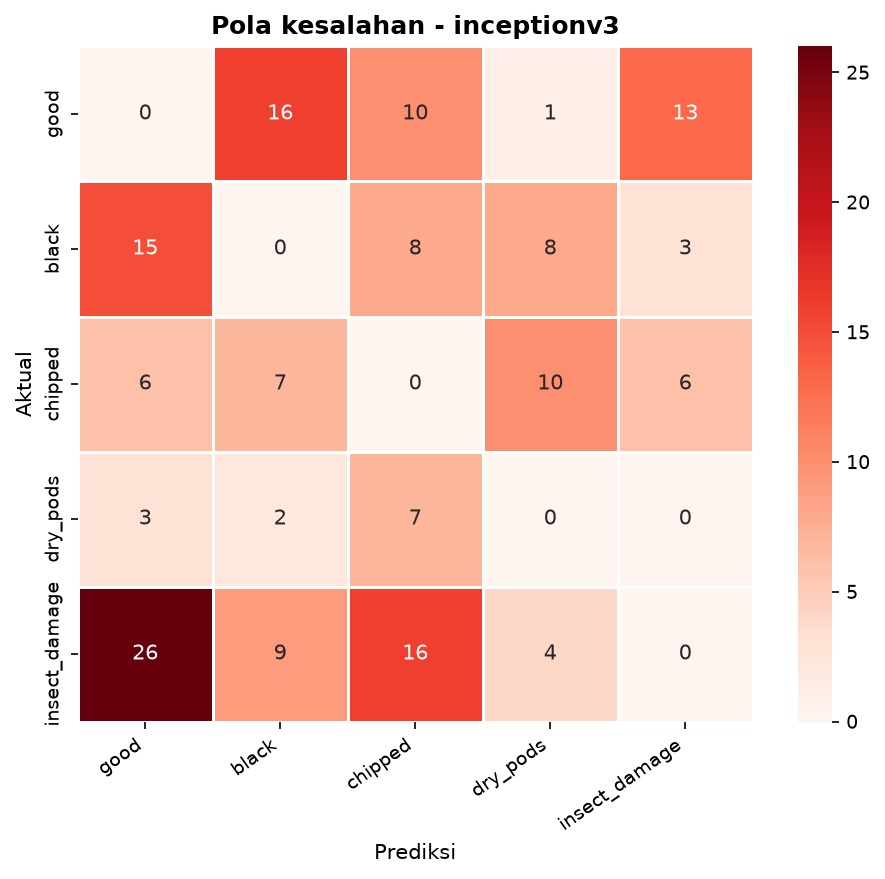 Pola kesalahan - inceptionv3
Aktual
good 0 16 10 1 13
black 15 0 8 8 3
chipped 6 7 0 10 6
dry_pods 3 2 7 0 0
insect_damage 26 9 16 4 0
good black chipped dry_pods insect_damage
Prediksi
25
20
15
10
5
0